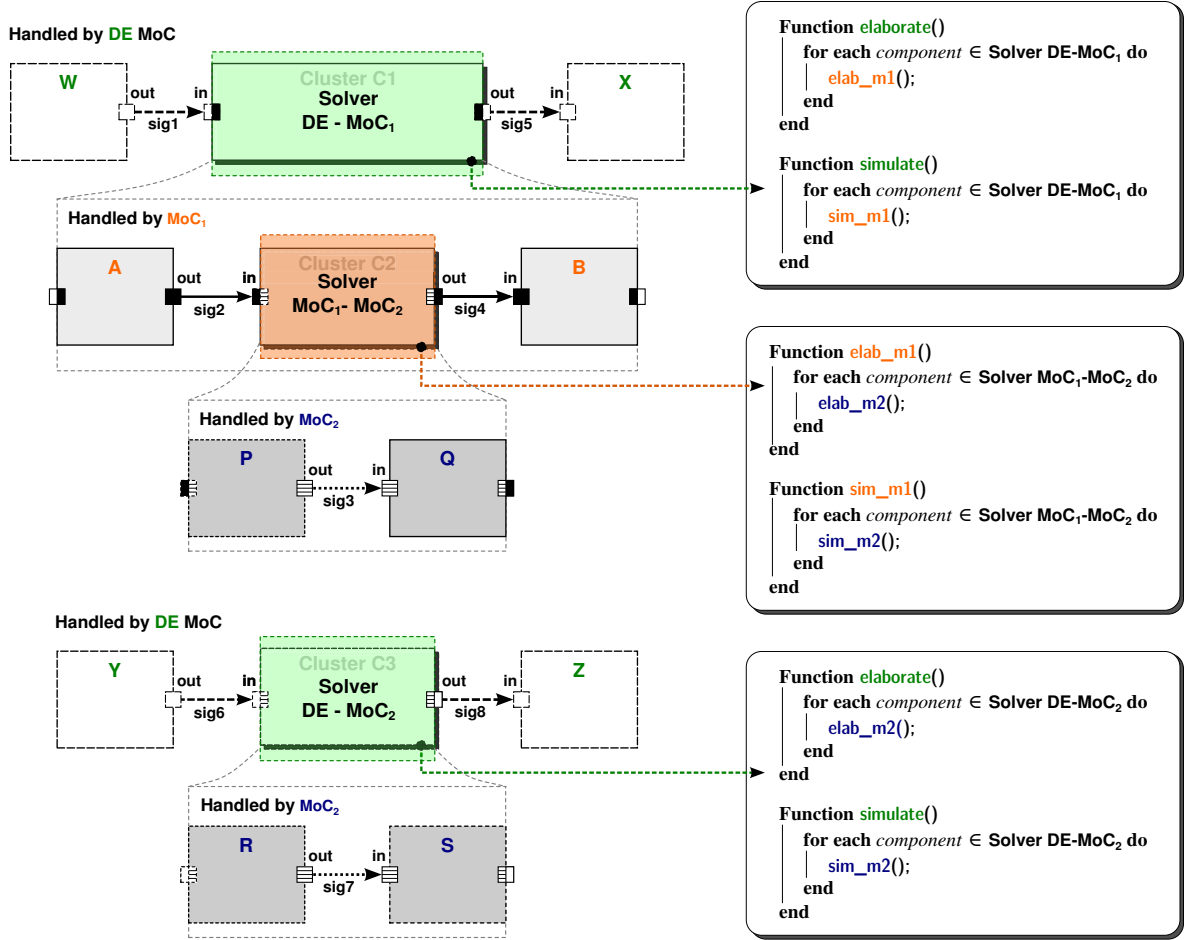 Handled by DE MoC
W
out
sig1
in
Cluster C1
Solver
DE - MoC₁
out
sig5
in
X
Handled by MoC₁
A
out
sig2
in
Cluster C2
Solver
MoC₁- MoC₂
out
sig4
in
B
Handled by MoC₂
P
out
sig3
in
Q
Handled by DE MoC
Y
out
sig6
in
Cluster C3
Solver
DE - MoC₂
out
sig8
in
Z
Handled by MoC₂
R
out
sig7
in
S
Function elaborate()
for each component ∈ Solver DE-MoC₁ do
elab_m1();
end
end
Function simulate()
for each component ∈ Solver DE-MoC₁ do
sim_m1();
end
end
Function elab_m1()
for each component ∈ Solver MoC₁-MoC₂ do
elab_m2();
end
end
Function sim_m1()
for each component ∈ Solver MoC₁-MoC₂ do
sim_m2();
end
end
Function elaborate()
for each component ∈ Solver DE-MoC₂ do
elab_m2();
end
end
Function simulate()
for each component ∈ Solver DE-MoC₂ do
sim_m2();
end
end